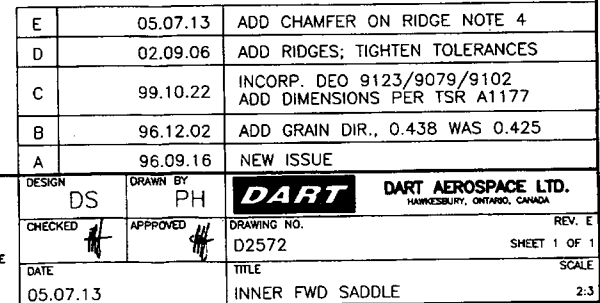 E 05.07.13 ADD CHAMFER ON RIDGE NOTE 4
D 02.09.06 ADD RIDGES; TIGHTEN TOLERANCES
C 99.10.22 INCORP. DEO 9123/9079/9102
ADD DIMENSIONS PER TSR A1177
B 96.12.02 ADD GRAIN DIR., 0.438 WAS 0.425
A 96.09.16 NEW ISSUE
DESIGN DS
DRAWN BY PH
DART
DART AEROSPACE LTD.
HAWKESBURY, ONTARIO, CANADA
CHECKED
APPROVED
DRAWING NO. REV. E
D2572 SHEET 1 OF 1
DATE
05.07.13
TITLE SCALE
INNER FWD SADDLE 2:3